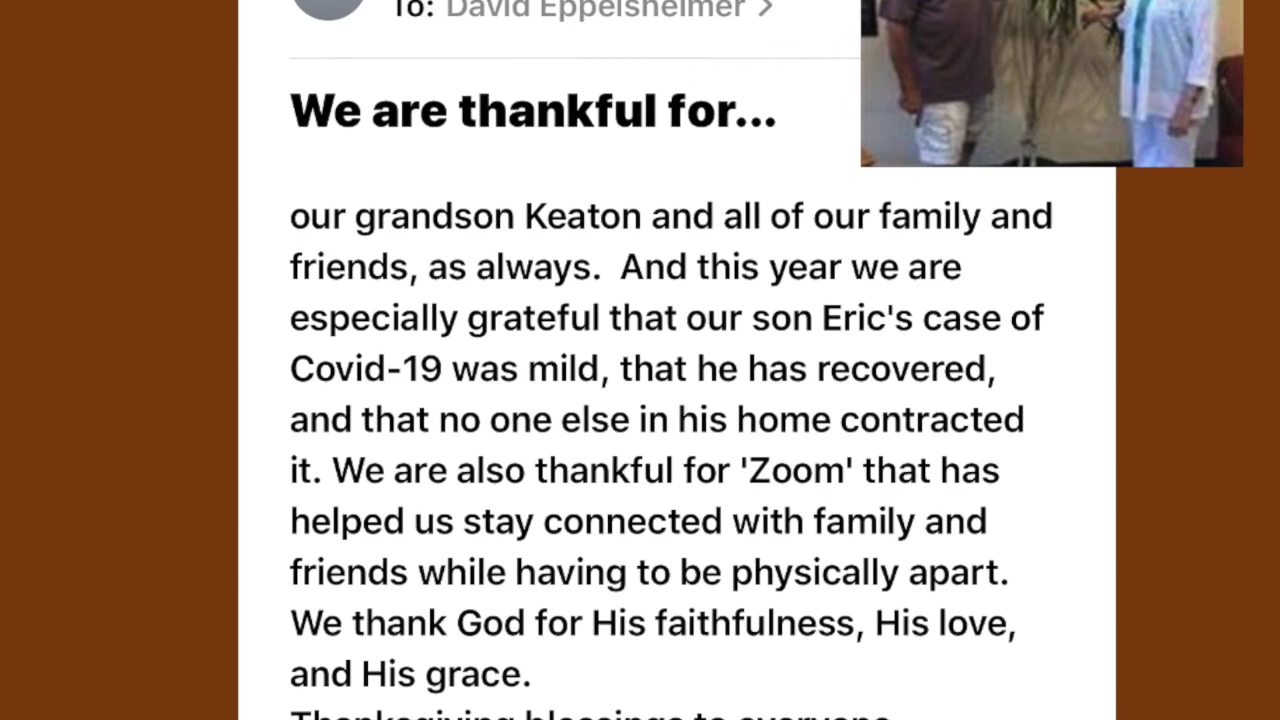 To: David Eppelsheimer >
We are thankful for...
our grandson Keaton and all of our family and
friends, as always.  And this year we are
especially grateful that our son Eric's case of
Covid-19 was mild, that he has recovered,
and that no one else in his home contracted
it. We are also thankful for 'Zoom' that has
helped us stay connected with family and
friends while having to be physically apart.
We thank God for His faithfulness, His love,
and His grace.
Thanksgiving blessings to everyone